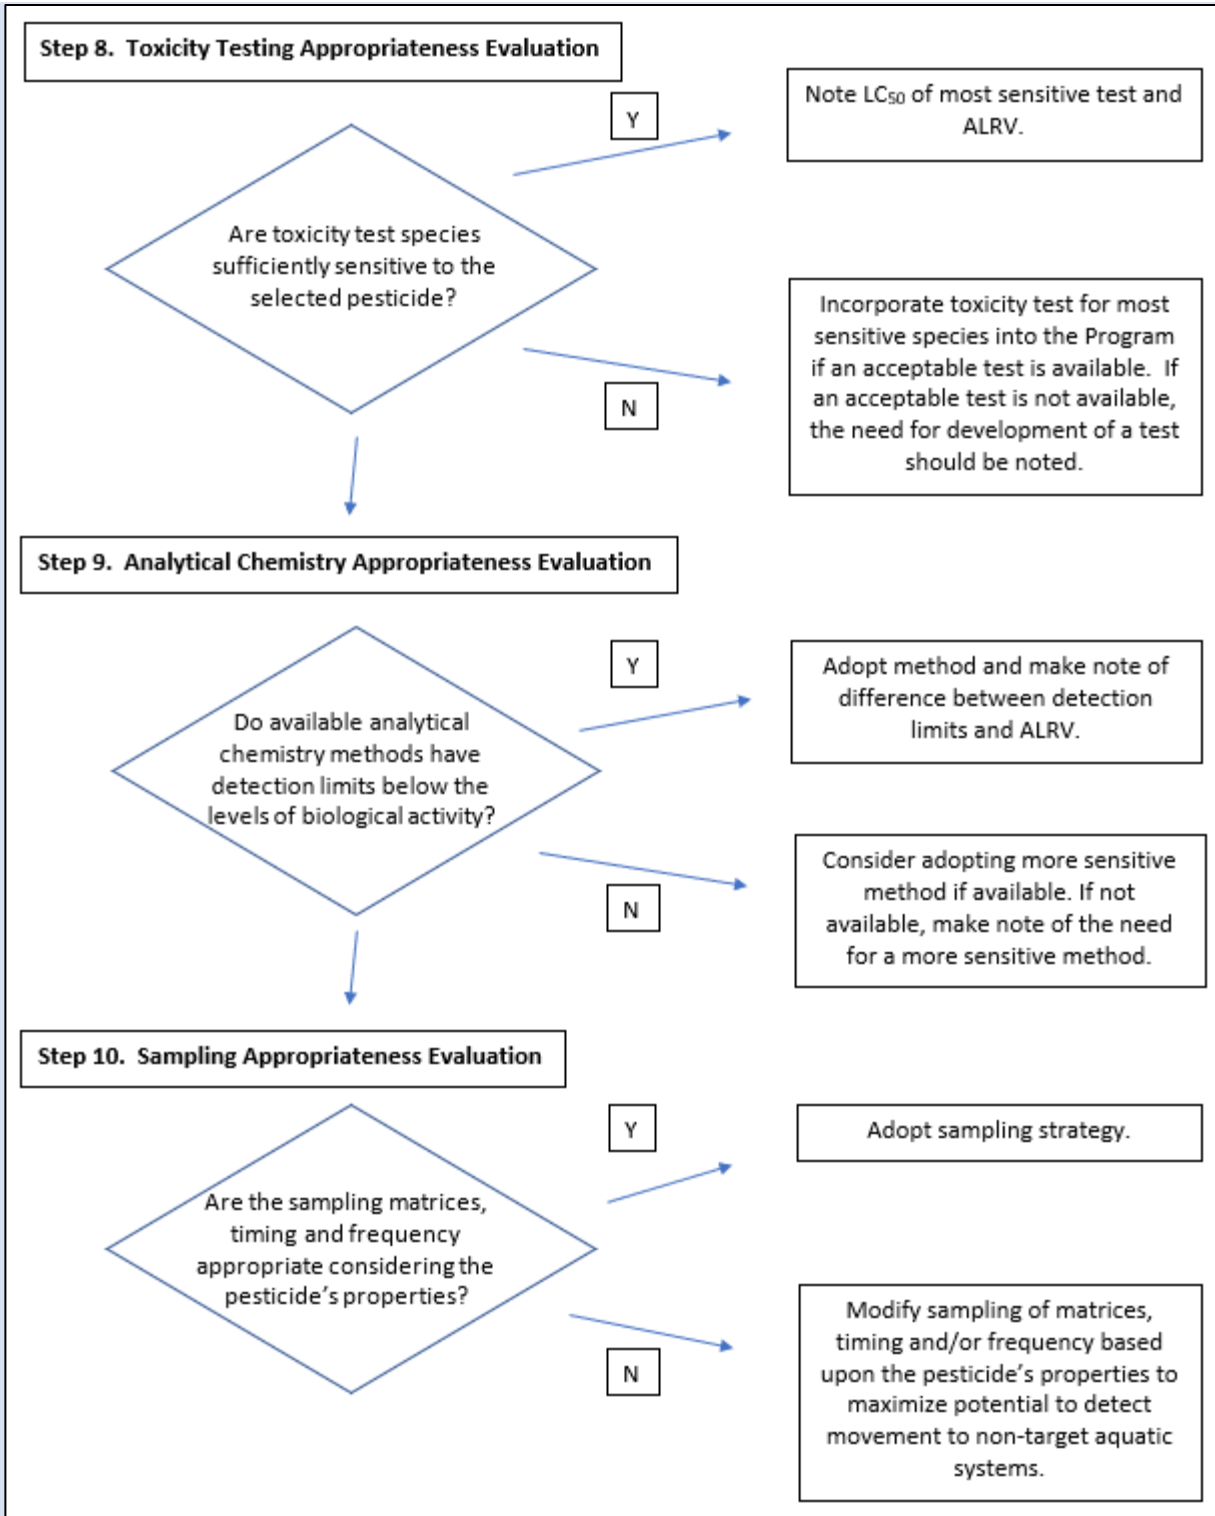 Step 8.  Toxicity Testing Appropriateness Evaluation
Y
Note LC₅₀ of most sensitive test and
ALRV.
Are toxicity test species
sufficiently sensitive to the
selected pesticide?
Incorporate toxicity test for most
sensitive species into the Program
if an acceptable test is available.  If
an acceptable test is not available,
the need for development of a test
should be noted.
N
Step 9.  Analytical Chemistry Appropriateness Evaluation
Y
Adopt method and make note of
difference between detection
limits and ALRV.
Do available analytical
chemistry methods have
detection limits below the
levels of biological activity?
Consider adopting more sensitive
method if available. If not
available, make note of the need
for a more sensitive method.
N
Step 10.  Sampling Appropriateness Evaluation
Y
Adopt sampling strategy.
Are the sampling matrices,
timing and frequency
appropriate considering the
pesticide’s properties?
Modify sampling of matrices,
timing and/or frequency based
upon the pesticide’s properties to
maximize potential to detect
movement to non-target aquatic
systems.
N